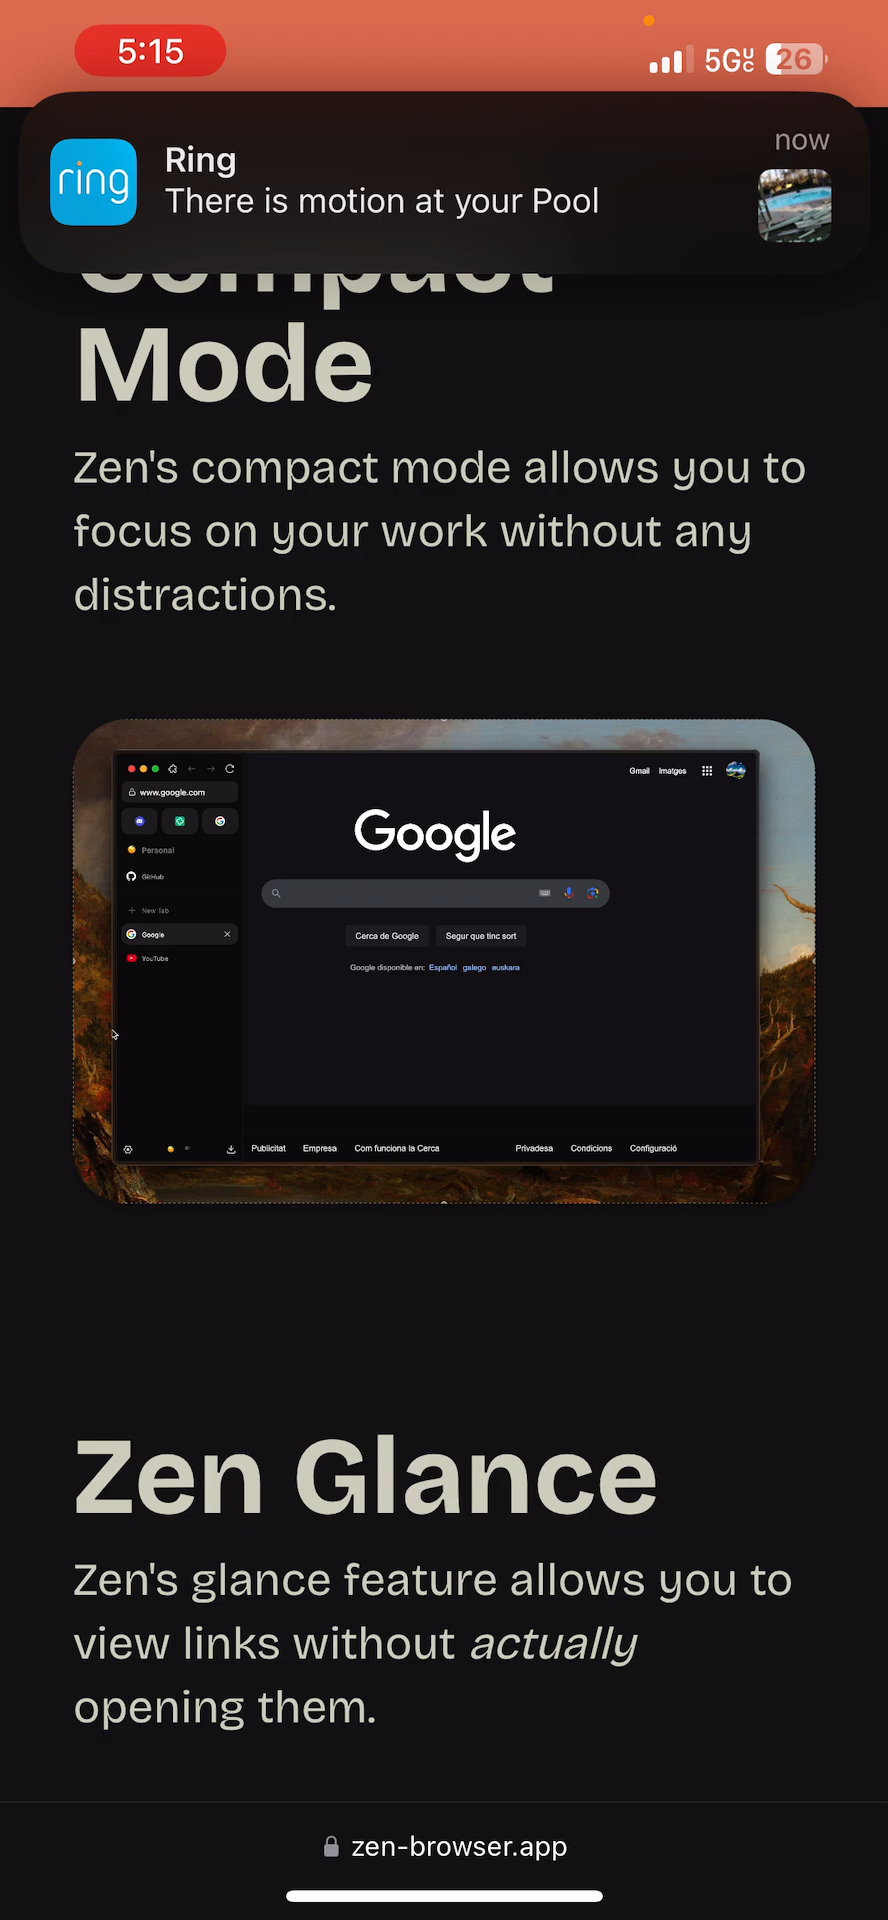 5:15
5GUC
26
ring
Ring
now
There is motion at your Pool
Compact
Mode
Zen's compact mode allows you to
focus on your work without any
distractions.
Gmail Imatges
www.google.com
Google
Personal
GitHub
New Tab
Google
YouTube
Cerca de Google Segur que tinc sort
Google disponible en: Español galego euskara
Publicitat Empresa Com funciona la Cerca Privadesa Condicions Configuració
Zen Glance
Zen's glance feature allows you to
view links without actually
opening them.
zen-browser.app